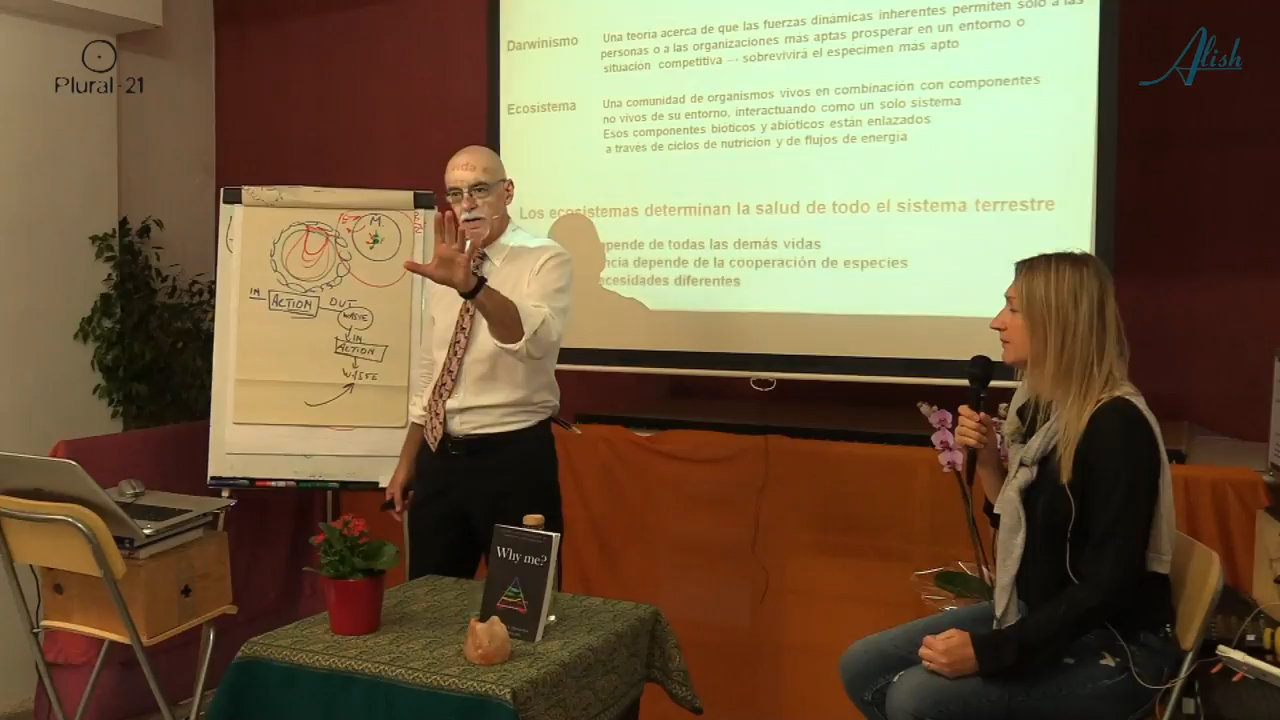 Plural-21
Alish
Darwinismo
Una teoría acerca de que las fuerzas dinámicas inherentes permiten sólo a las
personas o a las organizaciones más aptas prosperar en un entorno o
situación competitiva → sobrevivirá el especimen más apto
Ecosistema
Una comunidad de organismos vivos en combinación con componentes
no vivos de su entorno, interactuando como un solo sistema
Esos componentes bióticos y abióticos están enlazados
a través de ciclos de nutrición y de flujos de energía
Los ecosistemas determinan la salud de todo el sistema terrestre
pende de todas las demás vidas
ncia depende de la cooperación de especies
ecesidades diferentes
M.
IN ACTION OUT
WASTE
IN
ACTION
WASTE
Why me?